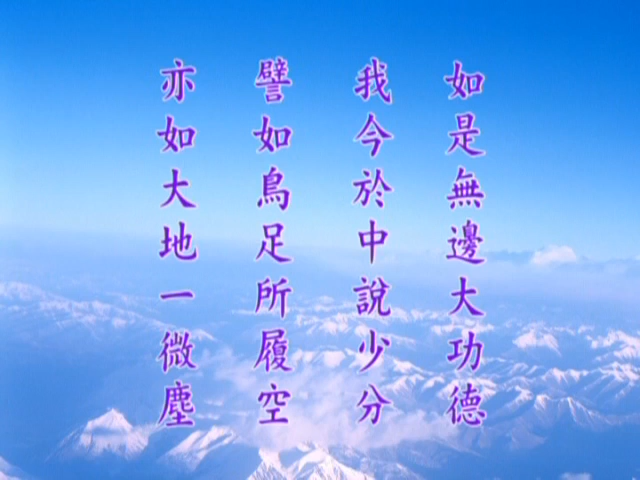 如是無邊大功德
我今於中說少分
譬如鳥足所履空
亦如大地一微塵